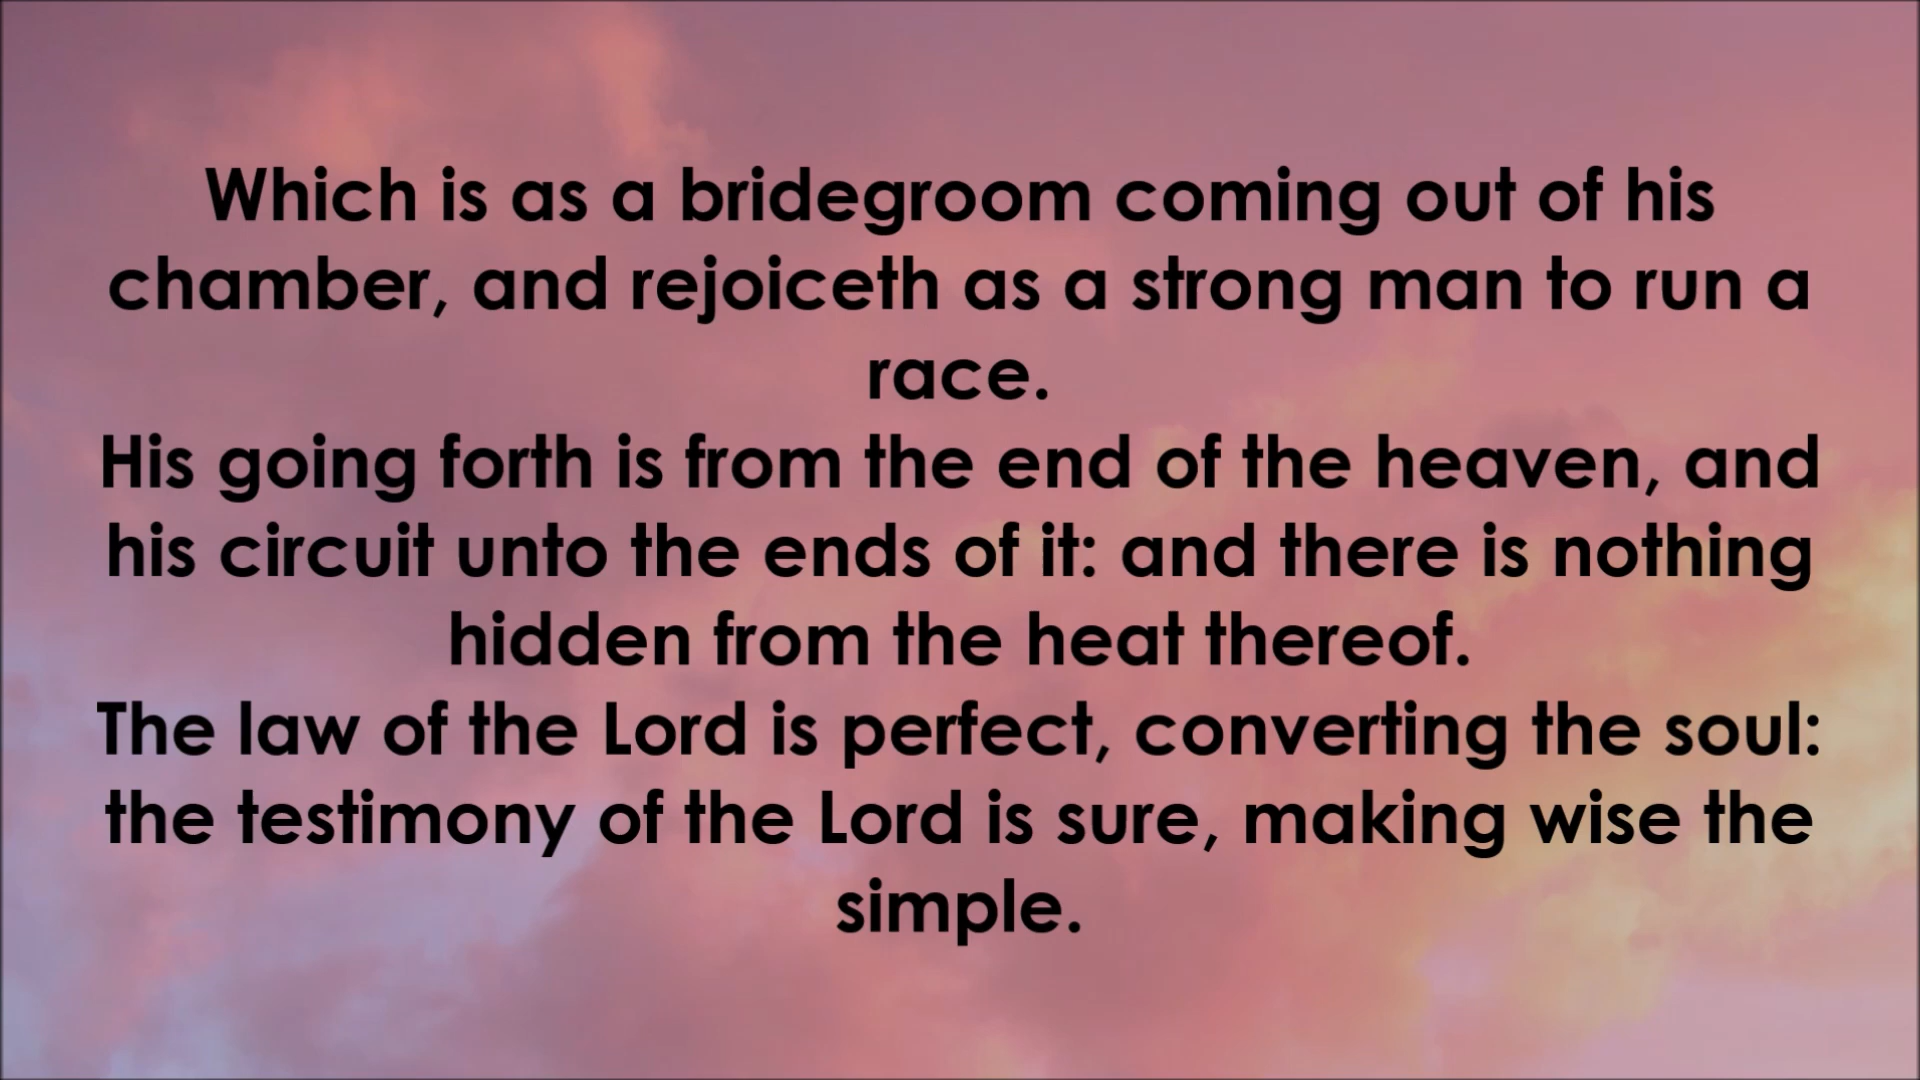 Which is as a bridegroom coming out of his
chamber, and rejoiceth as a strong man to run a
race.
His going forth is from the end of the heaven, and
his circuit unto the ends of it: and there is nothing
hidden from the heat thereof.
The law of the Lord is perfect, converting the soul:
the testimony of the Lord is sure, making wise the
simple.